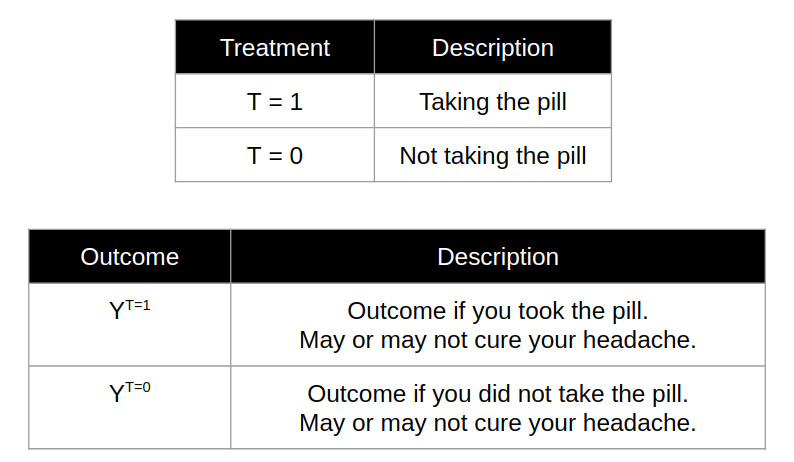 Treatment Description
T = 1 Taking the pill
T = 0 Not taking the pill
Outcome Description
Y^T=1 Outcome if you took the pill.
May or may not cure your headache.
Y^T=0 Outcome if you did not take the pill.
May or may not cure your headache.